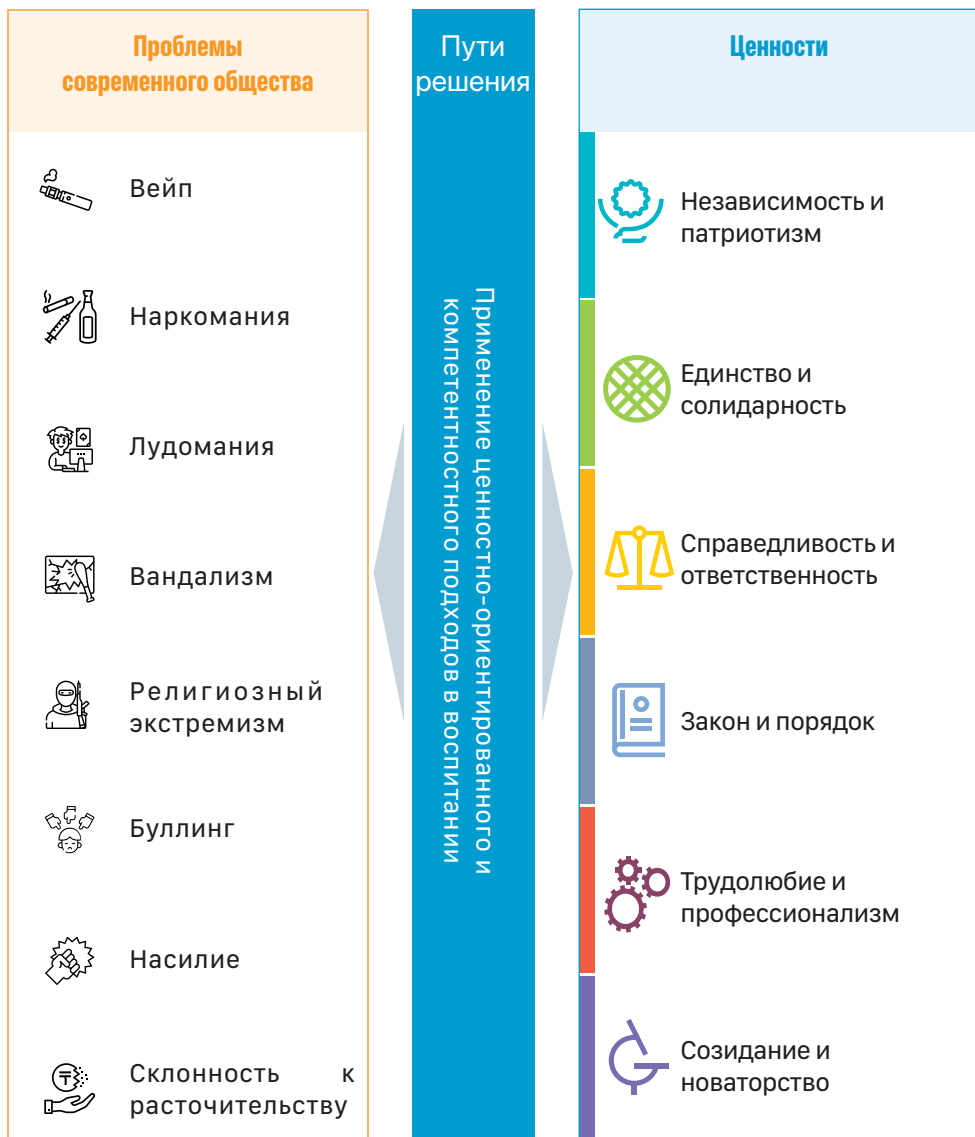 Проблемы
современного общества
Вейп
Наркомания
Лудомания
Вандализм
Религиозный
экстремизм
Буллинг
Насилие
Склонность к
расточительству
Пути
решения
Применение ценностно-ориентированного и
компетентностного подходов в воспитании
Ценности
Независимость и
патриотизм
Единство и
солидарность
Справедливость и
ответственность
Закон и порядок
Трудолюбие и
профессионализм
Созидание и
новаторство